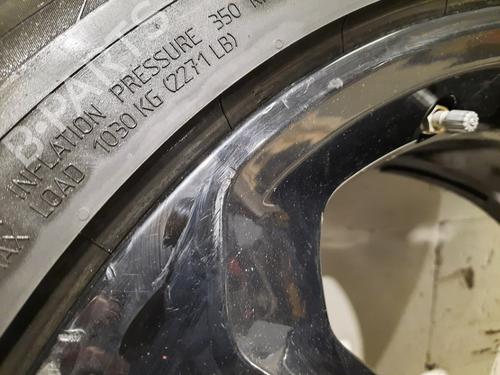 INFLATION PRESSURE 350
MAX LOAD 1030 KG (2271 LB)
B-PARTS